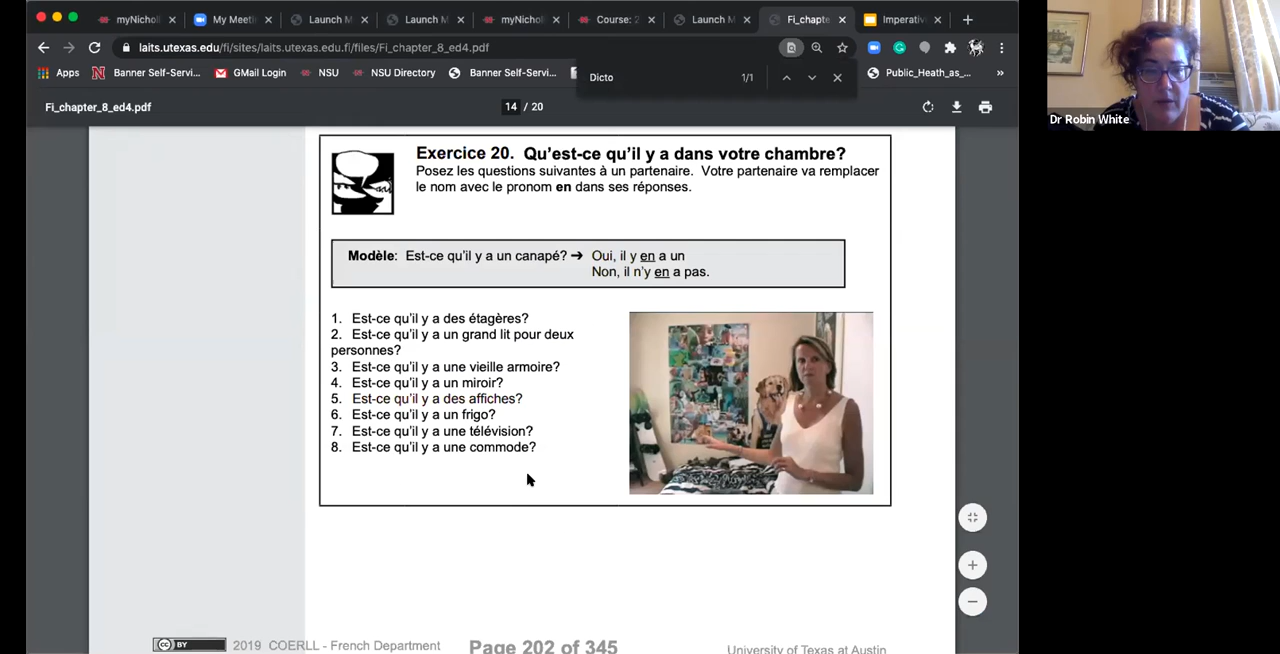 myNichol
My Meeti
Launch M
Launch M
myNichol
Course: 2
Launch M
Fi_chapte
Imperativ
laits.utexas.edu/fi/sites/laits.utexas.edu.fi/files/Fi_chapter_8_ed4.pdf
Apps
Banner Self-Servi...
GMail Login
NSU
NSU Directory
Banner Self-Servi...
Dicto
1/1
Public_Heath_as_...
»
Fi_chapter_8_ed4.pdf
14 / 20
Dr Robin White
Exercice 20. Qu'est-ce qu'il y a dans votre chambre?
Posez les questions suivantes à un partenaire. Votre partenaire va remplacer
le nom avec le pronom en dans ses réponses.
Modèle: Est-ce qu'il y a un canapé? ➔ Oui, il y en a un
Non, il n'y en a pas.
1. Est-ce qu'il y a des étagères?
2. Est-ce qu'il y a un grand lit pour deux
personnes?
3. Est-ce qu'il y a une vieille armoire?
4. Est-ce qu'il y a un miroir?
5. Est-ce qu'il y a des affiches?
6. Est-ce qu'il y a un frigo?
7. Est-ce qu'il y a une télévision?
8. Est-ce qu'il y a une commode?
CC BY
2019 COERLL - French Department
Page 202 of 345
University of Texas at Austin